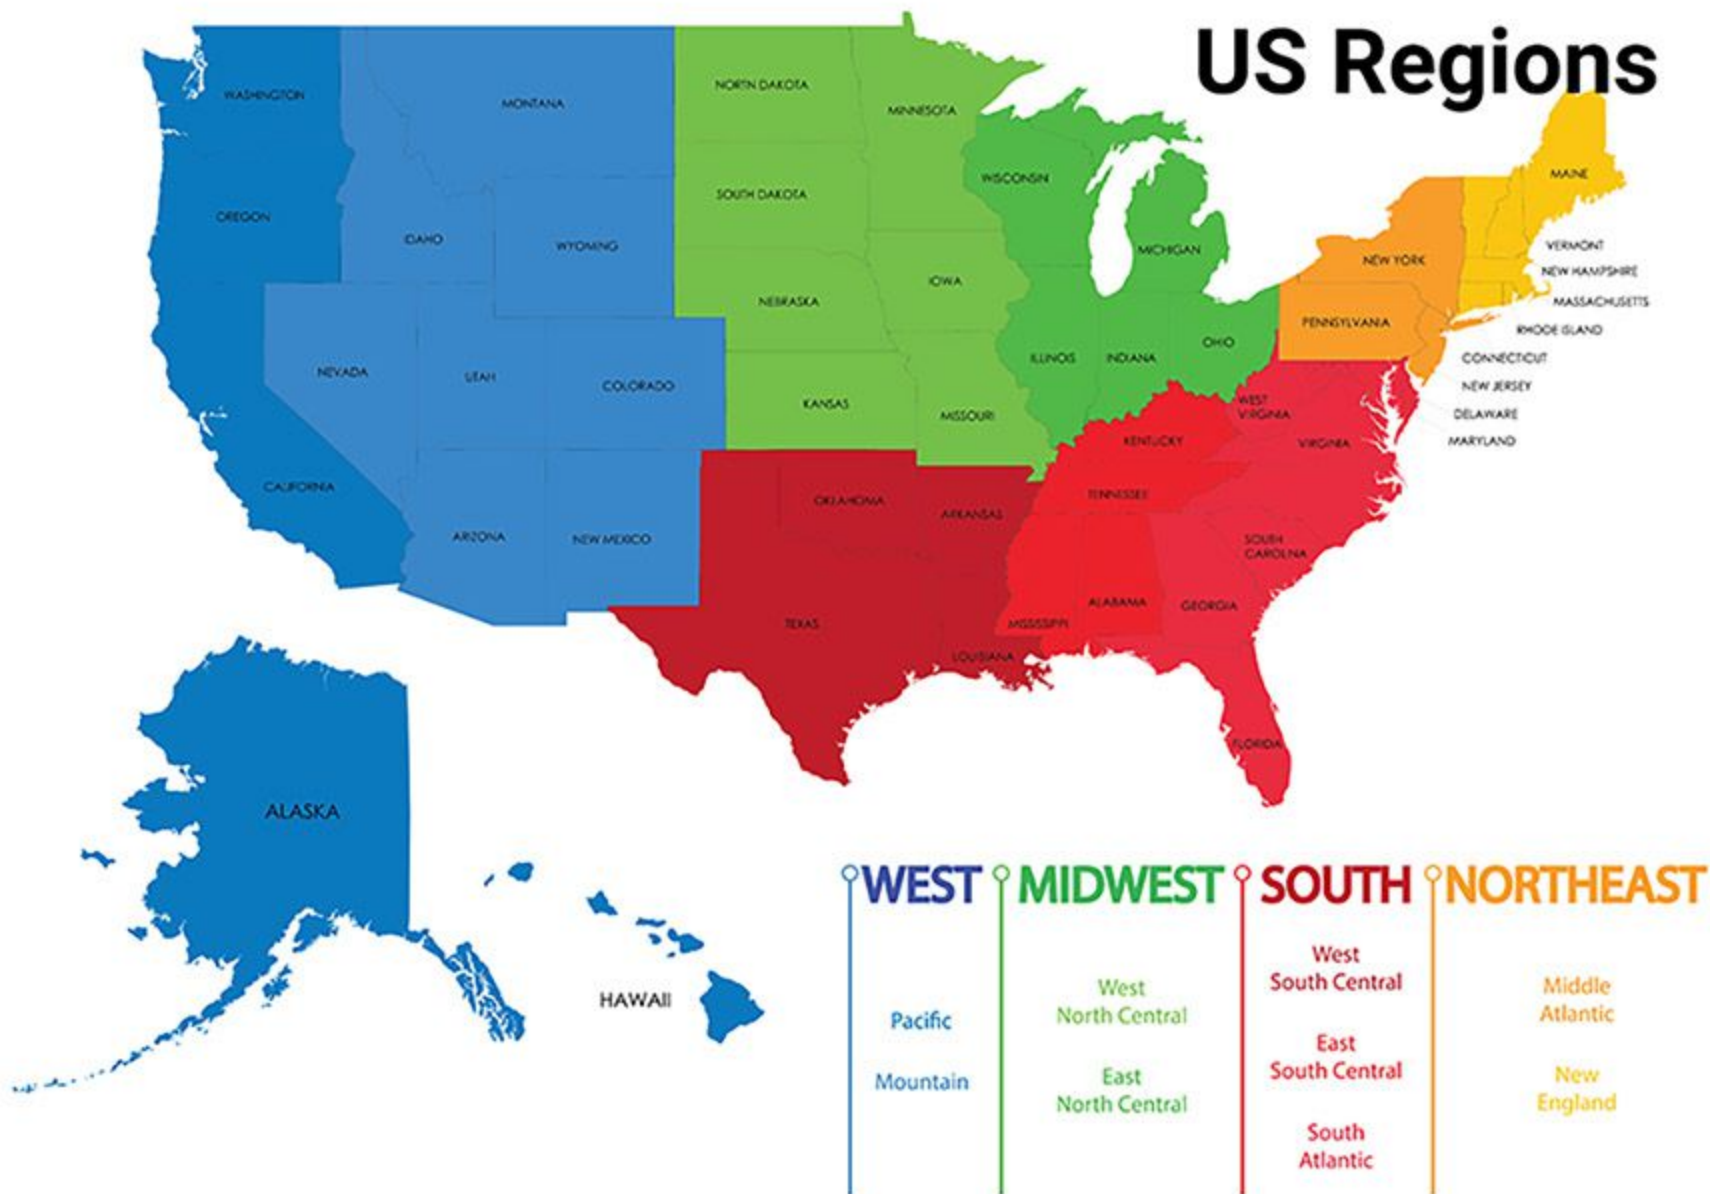 US Regions
WASHINGTON
MONTANA
NORTH DAKOTA
MINNESOTA
OREGON
IDAHO
WYOMING
SOUTH DAKOTA
WISCONSIN
MICHIGAN
NEW YORK
MAINE
VERMONT
NEW HAMPSHIRE
MASSACHUSETTS
RHODE ISLAND
CONNECTICUT
NEW JERSEY
DELAWARE
MARYLAND
NEBRASKA
IOWA
PENNSYLVANIA
NEVADA
UTAH
COLORADO
KANSAS
MISSOURI
ILLINOIS
INDIANA
OHIO
WEST
VIRGINIA
VIRGINIA
KENTUCKY
CALIFORNIA
ARIZONA
NEW MEXICO
OKLAHOMA
ARKANSAS
TENNESSEE
SOUTH
CAROLINA
TEXAS
LOUISIANA
MISSISSIPPI
ALABAMA
GEORGIA
FLORIDA
ALASKA
HAWAII
WEST
Pacific
Mountain
MIDWEST
West
North Central
East
North Central
SOUTH
West
South Central
East
South Central
South
Atlantic
NORTHEAST
Middle
Atlantic
New
England